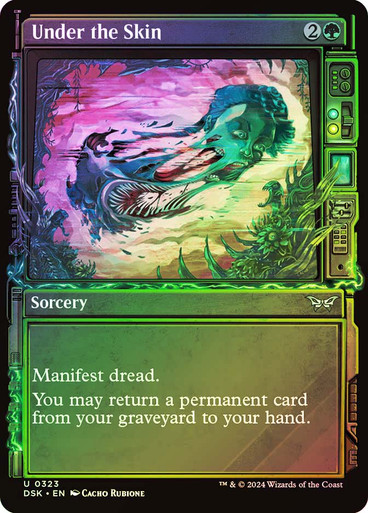 Under the Skin 2
Sorcery
Manifest dread.
You may return a permanent card
from your graveyard to your hand.
U 0323
DSK • EN Cacho Rubione
™ & © 2024 Wizards of the Coast